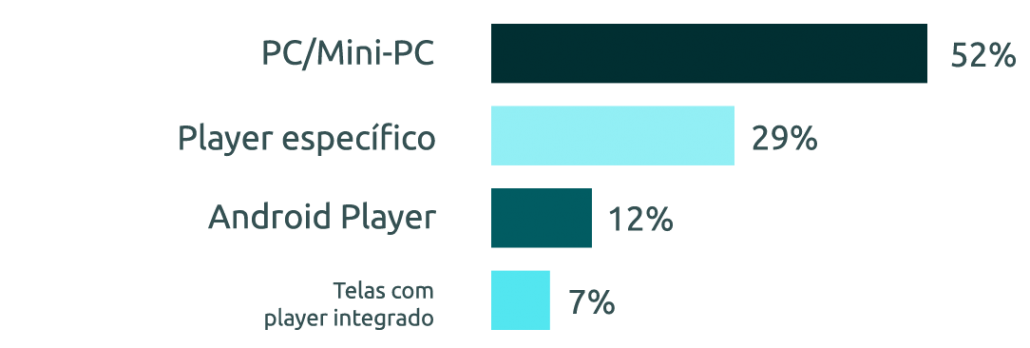 PC/Mini-PC 52%
Player específico 29%
Android Player 12%
Telas com
player integrado 7%